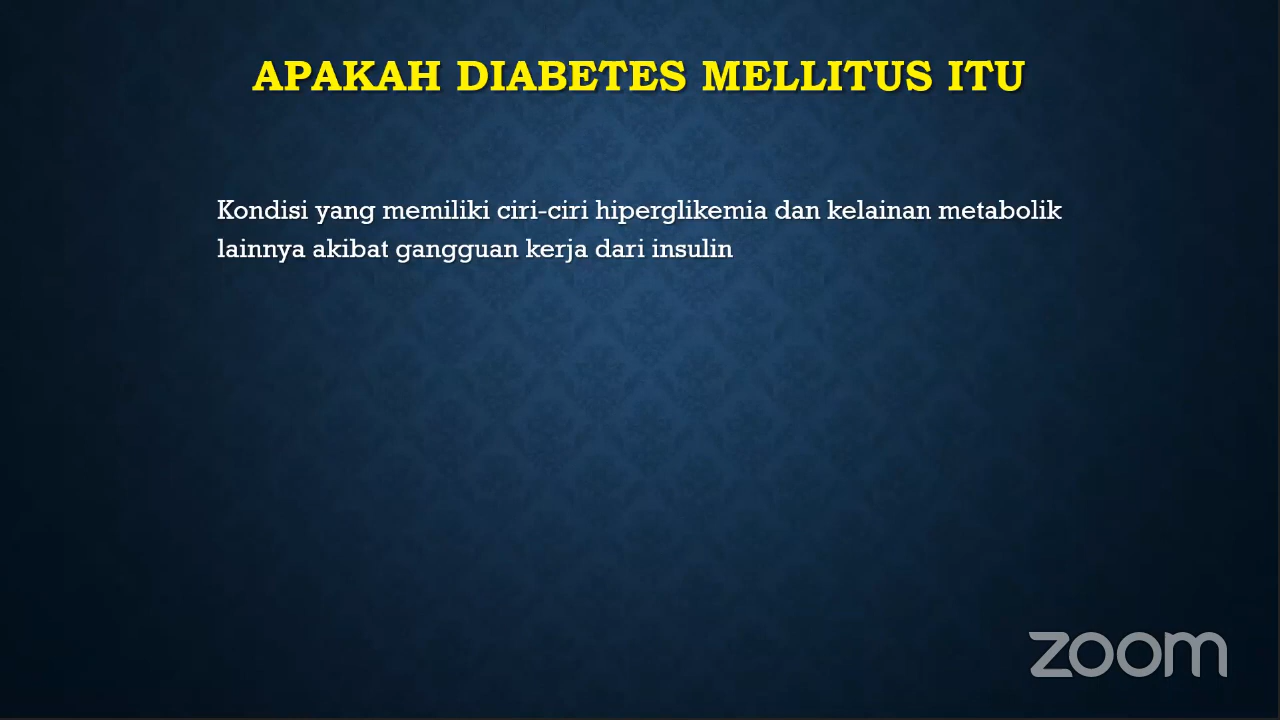 APAKAH DIABETES MELLITUS ITU
Kondisi yang memiliki ciri-ciri hiperglikemia dan kelainan metabolik
lainnya akibat gangguan kerja dari insulin
zoom